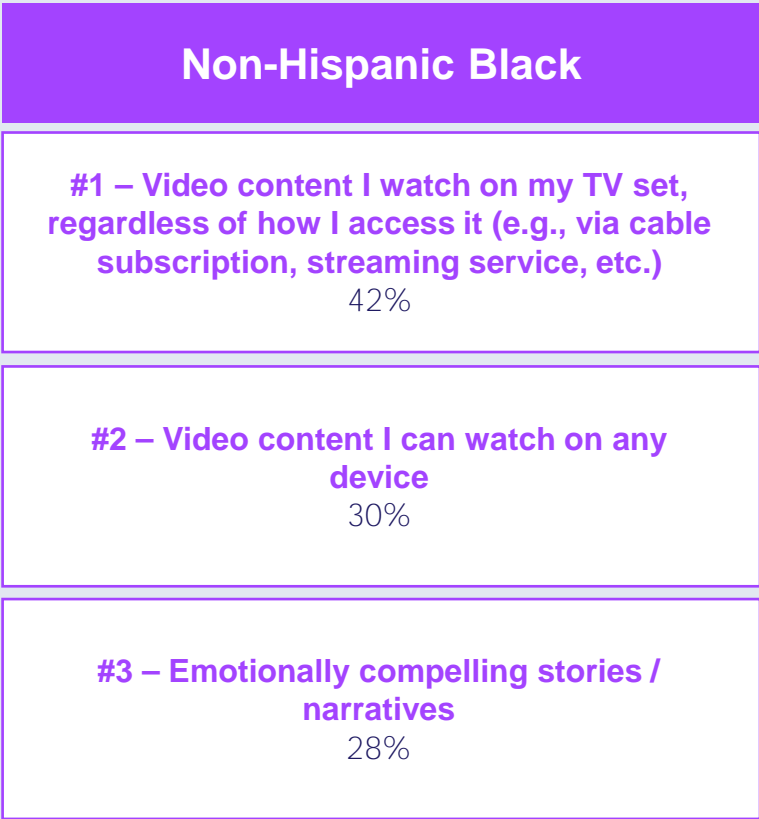 Non-Hispanic Black
#1 – Video content I watch on my TV set,
regardless of how I access it (e.g., via cable
subscription, streaming service, etc.)
42%
#2 – Video content I can watch on any
device
30%
#3 – Emotionally compelling stories /
narratives
28%